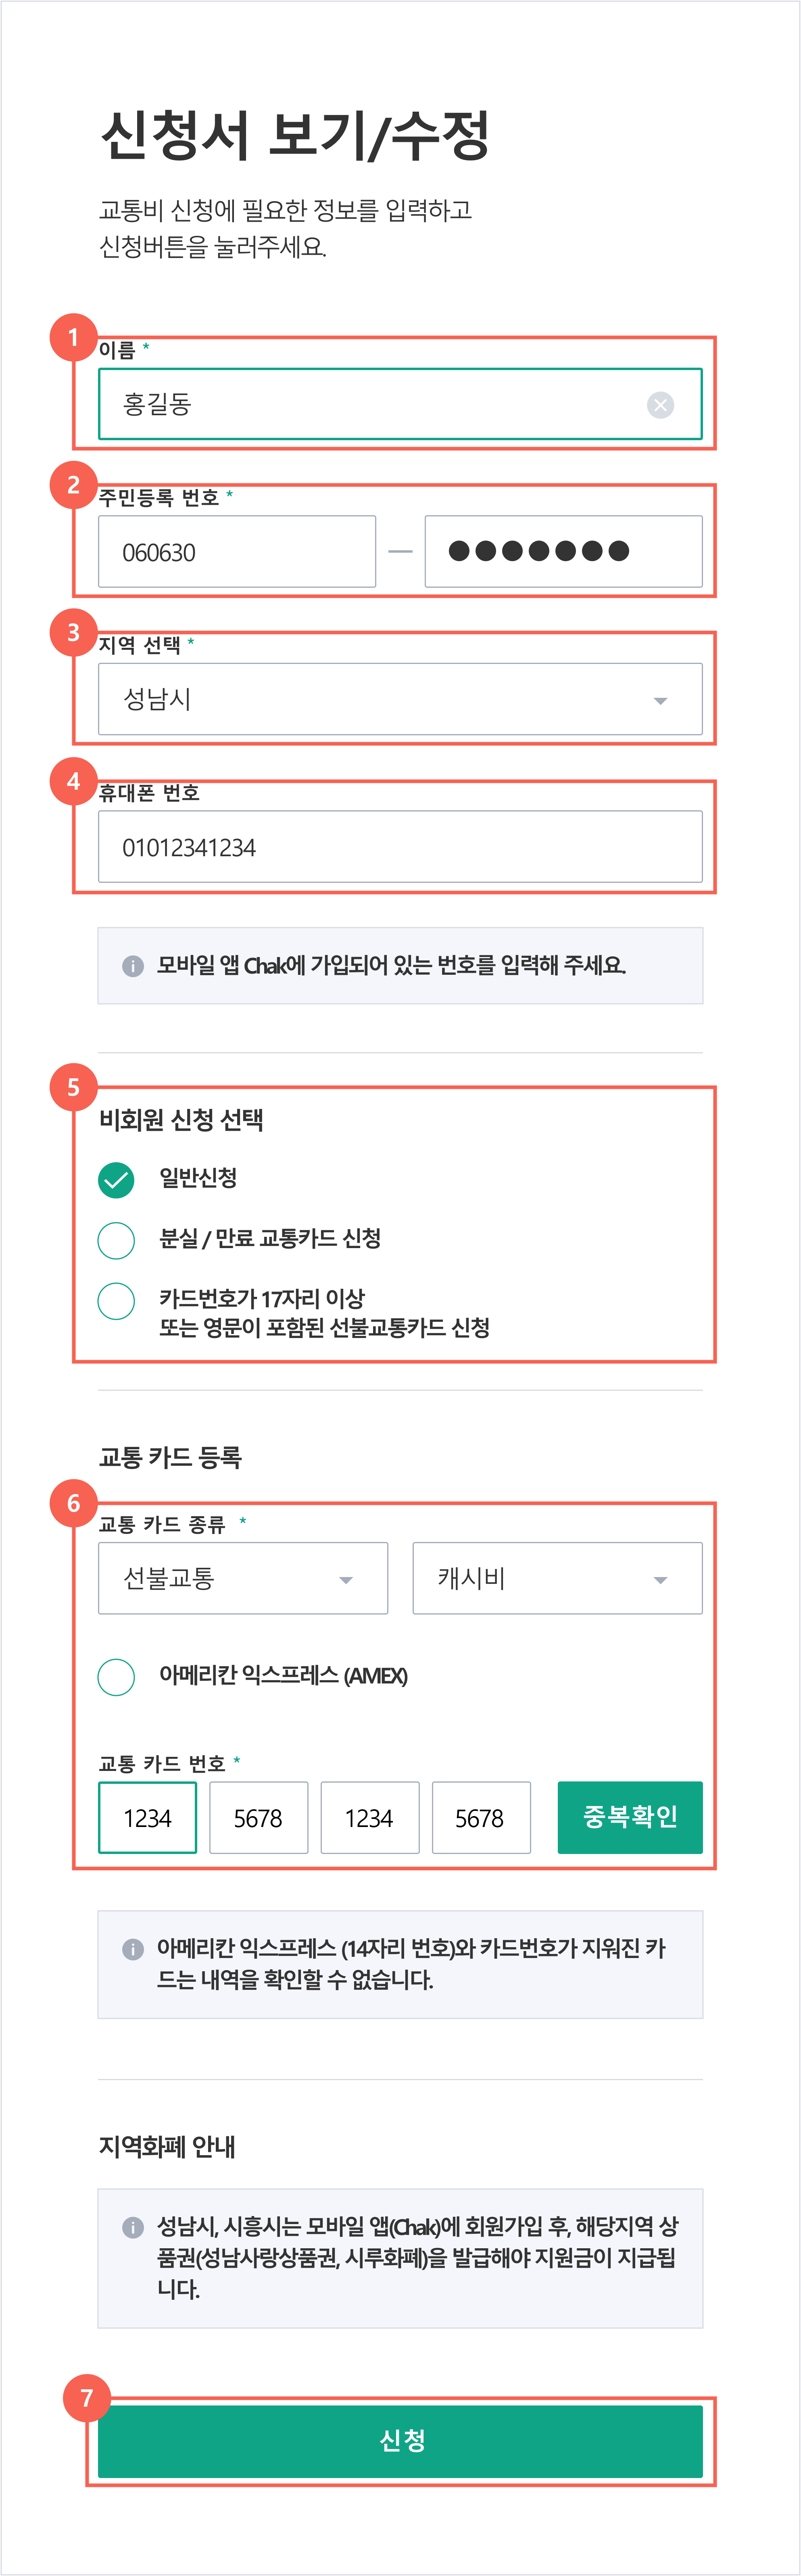 신청서 보기/수정
교통비 신청에 필요한 정보를 입력하고
신청버튼을 눌러주세요.
1
이름 *
홍길동
2
주민등록 번호 *
060630 — ●●●●●●●
3
지역 선택 *
성남시
4
휴대폰 번호
01012341234
모바일 앱 Chak에 가입되어 있는 번호를 입력해 주세요.
5
비회원 신청 선택
일반신청
분실 / 만료 교통카드 신청
카드번호가 17자리 이상
또는 영문이 포함된 선불교통카드 신청
교통 카드 등록
6
교통 카드 종류 *
선불교통 캐시비
아메리칸 익스프레스 (AMEX)
교통 카드 번호 *
1234 5678 1234 5678 중복확인
아메리칸 익스프레스 (14자리 번호)와 카드번호가 지워진 카
드는 내역을 확인할 수 없습니다.
지역화폐 안내
성남시, 시흥시는 모바일 앱(Chak)에 회원가입 후, 해당지역 상
품권(성남사랑상품권, 시루화폐)을 발급해야 지원금이 지급됩
니다.
7
신청